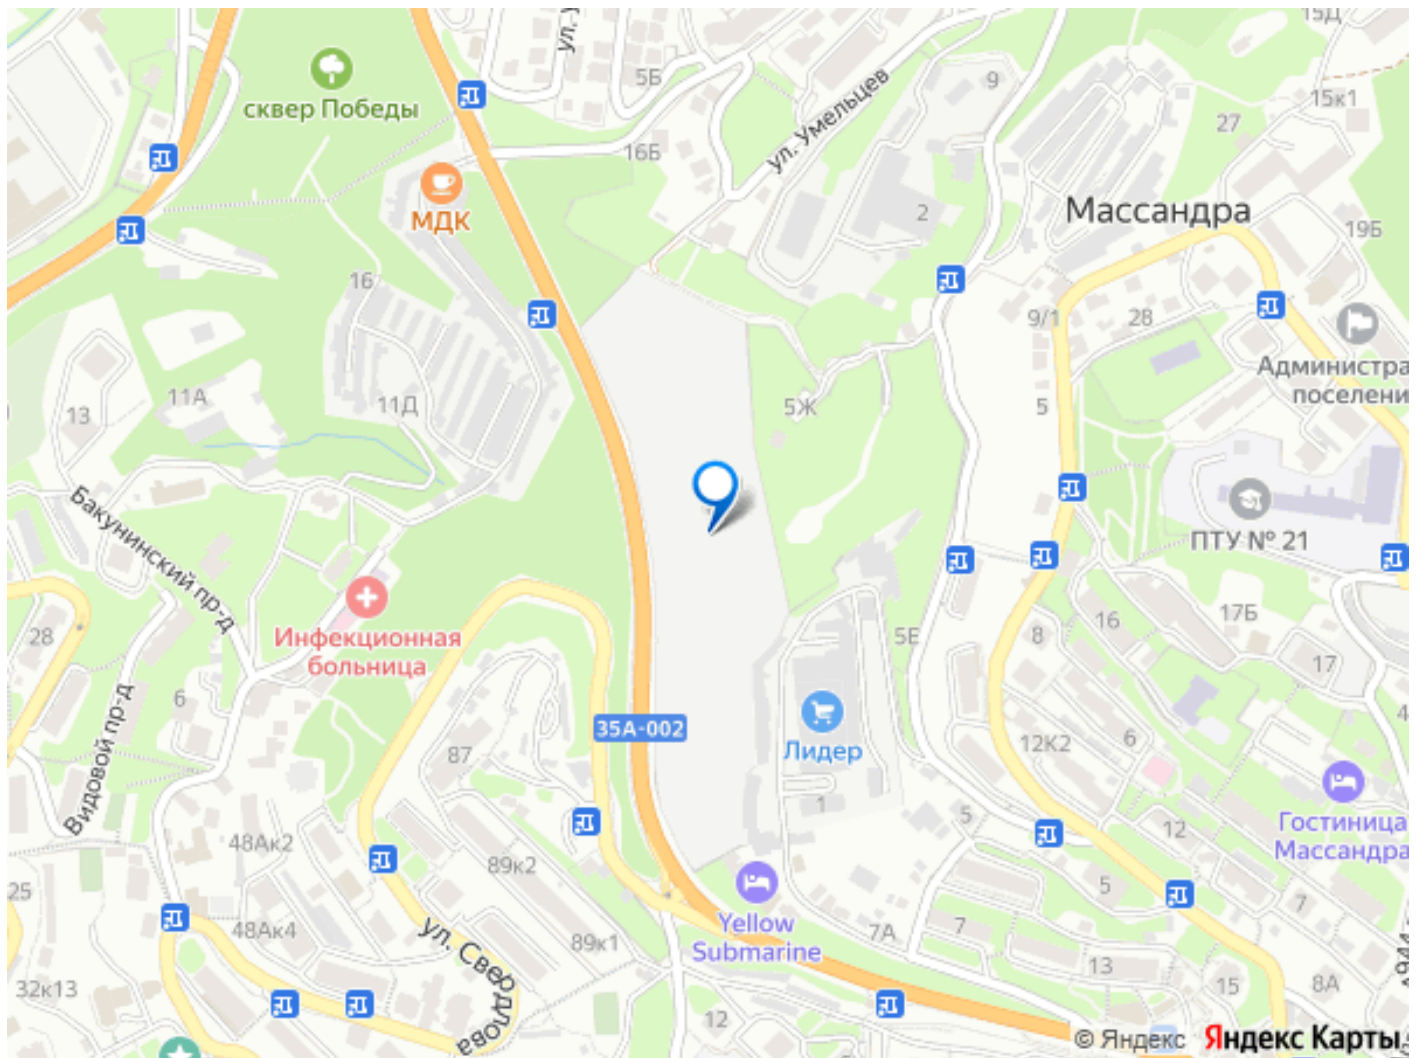 15Д
ул. У
5Б
9
сквер Победы
15к1
27
ул. Умельцев
16Б
МДК
2
Массандра
19Б
16
9/1
28
Администра
поселени
11А
11Д
13
5Ж
5
Бакунинский пр-д
ПТУ № 21
Инфекционная
больница
28
5Е
8
16
17Б
17
6
Видовой пр-д
35А-002
Лидер
12К2
6
87
1
5
Гостиница
Массандра
12
48Ак2
89к2
25
5
7
Yellow
Submarine
7А
7
48Ак4
ул. Свердлова
89к1
13
15
8А
32к13
12
© Яндекс Яндекс Карты